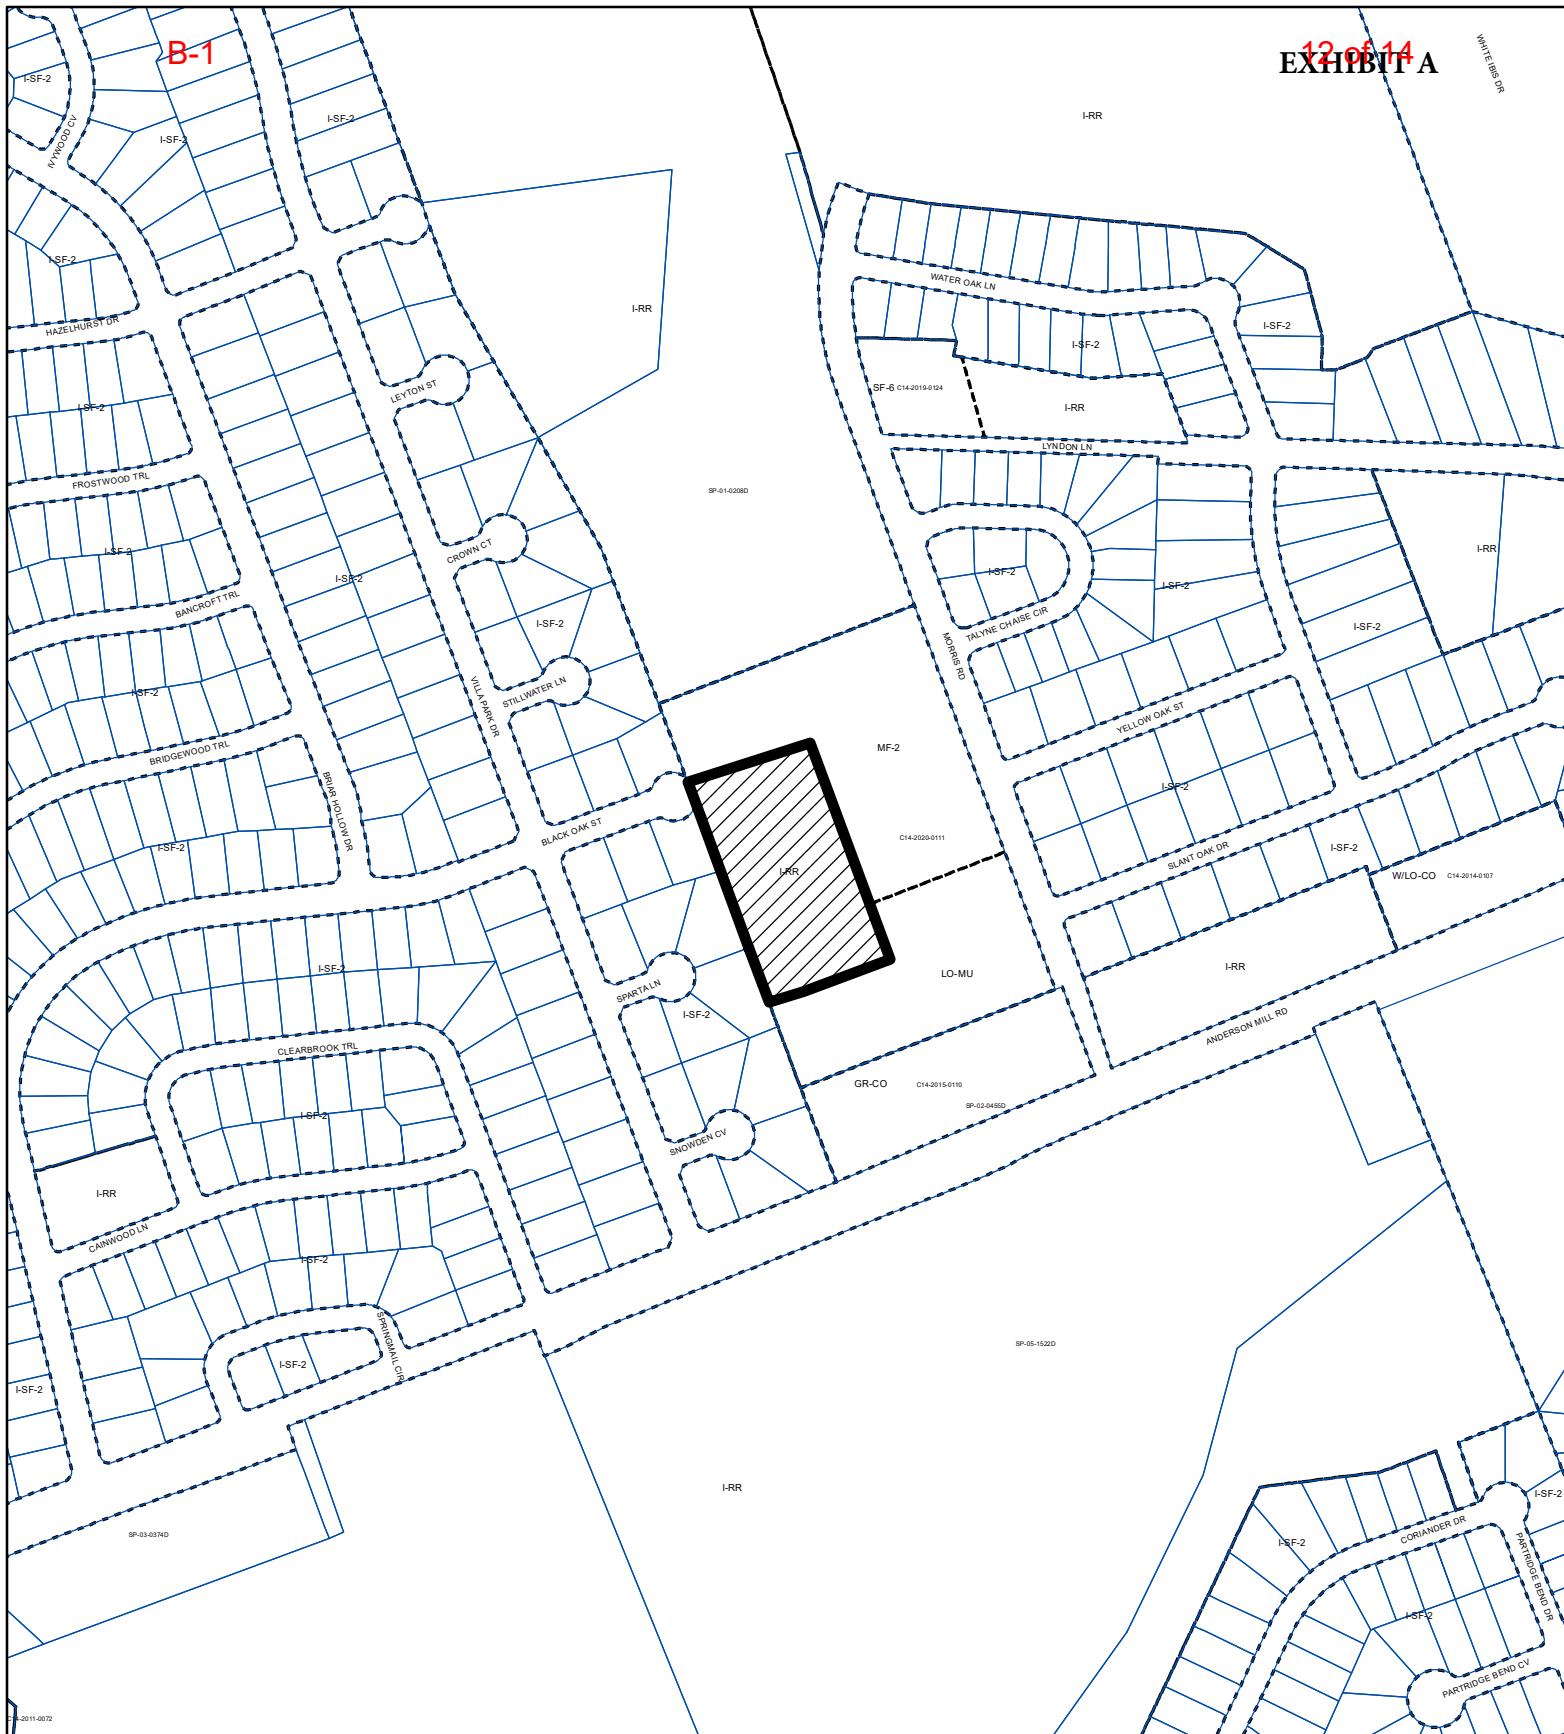 B-1
12 of 14
EXHIBIT A
WHITE IBIS DR
I-SF-2
I-SF-2
I-SF-2
I-RR
IVYWOOD CV
I-SF-2
I-RR
WATER OAK LN
I-SF-2
I-SF-2
HAZELHURST DR
SF-6 C14-2019-0124
I-RR
LEYTON ST
I-SF-2
LYNDON LN
FROSTWOOD TRL
SP-01-0208D
CROWN CT
I-SF-2
I-RR
I-SF-2
I-SF-2
I-SF-2
BANCROFT TRL
I-SF-2
TALYNE CHAISE CIR
I-SF-2
MORRIS RD
I-SF-2
STILLWATER LN
VILLA PARK DR
YELLOW OAK ST
BRIDGEWOOD TRL
MF-2
I-SF-2
BRIAR HOLLOW DR
BLACK OAK ST
C14-2020-0111
I-SF-2
I-SF-2
SLANT OAK DR
I-RR
W/LO-CO C14-2014-0107
I-SF-2
LO-MU
I-RR
SPARTA LN
I-SF-2
ANDERSON MILL RD
CLEARBROOK TRL
GR-CO C14-2015-0110
SP-02-0455D
I-SF-2
SNOWDEN CV
I-RR
CAINWOOD LN
I-SF-2
SP-05-1522D
SPRINGMAIL CIR
I-SF-2
I-SF-2
I-RR
I-SF-2
SP-03-0374D
CORIANDER DR
I-SF-2
PARTRIDGE BEND DR
I-SF-2
PARTRIDGE BEND CV
C14-2011-0072